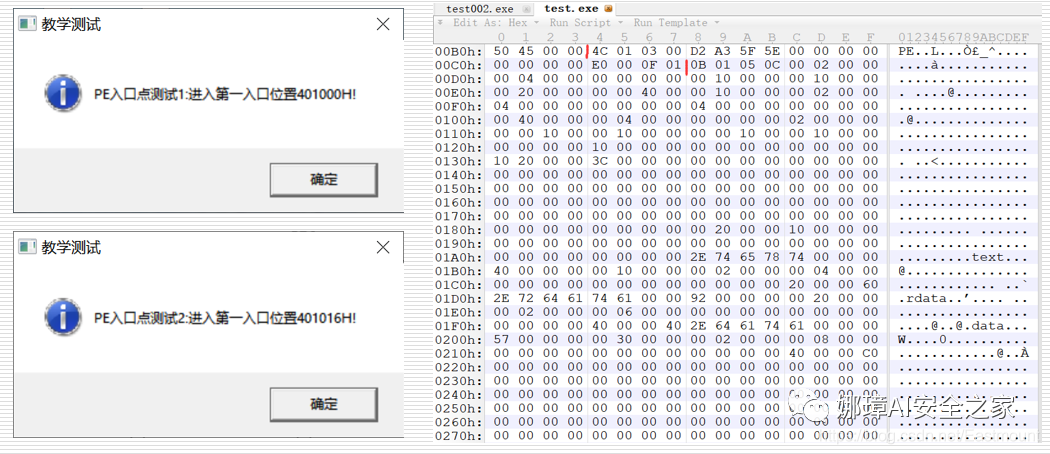 教学测试
PE入口点测试1:进入第一入口位置401000H!
确定
教学测试
PE入口点测试2:进入第一入口位置401016H!
确定
test002.exe test.exe
Edit As: Hex Run Script Run Template
0 1 2 3 4 5 6 7 8 9 A B C D E F 0123456789ABCDEF
00B0h: 50 45 00 00 4C 01 03 00 D2 A3 5F 5E 00 00 00 00 PE..L...Ò£_^....
00C0h: 00 00 00 00 E0 00 0F 01 0B 01 05 0C 00 02 00 00 ....à...........
00D0h: 00 04 00 00 00 00 00 00 00 10 00 00 00 10 00 00 ................
00E0h: 00 20 00 00 00 00 40 00 00 10 00 00 00 02 00 00 . ....@.........
00F0h: 04 00 00 00 00 00 00 00 04 00 00 00 00 00 00 00 ................
0100h: 00 40 00 00 00 04 00 00 00 00 00 00 02 00 00 00 .@..............
0110h: 00 00 10 00 00 10 00 00 00 00 10 00 00 10 00 00 ................
0120h: 00 00 00 00 10 00 00 00 00 00 00 00 00 00 00 00 ................
0130h: 10 20 00 00 3C 00 00 00 00 00 00 00 00 00 00 00 . ..<...........
0140h: 00 00 00 00 00 00 00 00 00 00 00 00 00 00 00 00 ................
0150h: 00 00 00 00 00 00 00 00 00 00 00 00 00 00 00 00 ................
0160h: 00 00 00 00 00 00 00 00 00 00 00 00 00 00 00 00 ................
0170h: 00 00 00 00 00 00 00 00 00 00 00 00 00 00 00 00 ................
0180h: 00 00 00 00 00 00 00 00 00 20 00 00 10 00 00 00 ......... ......
0190h: 00 00 00 00 00 00 00 00 00 00 00 00 00 00 00 00 ................
01A0h: 00 00 00 00 00 00 00 00 2E 74 65 78 74 00 00 00 .........text...
01B0h: 40 00 00 00 00 10 00 00 00 02 00 00 00 04 00 00 @...............
01C0h: 00 00 00 00 00 00 00 00 00 00 00 00 20 00 00 60 ............ ..`
01D0h: 2E 72 64 61 74 61 00 00 92 00 00 00 00 20 00 00 .rdata..’.... ..
01E0h: 00 02 00 00 00 06 00 00 00 00 00 00 00 00 00 00 ................
01F0h: 00 00 00 00 40 00 00 40 2E 64 61 74 61 00 00 00 ....@..@.data...
0200h: 57 00 00 00 00 30 00 00 00 02 00 00 00 08 00 00 W....0..........
0210h: 00 00 00 00 00 00 00 00 00 00 00 00 40 00 00 C0 ............@..À
0220h: 00 00 00 00 00 00 00 00 00 00 00 00 00 00 00 00 ................
0230h: 00 00 00 00 00 00 00 00 00 00 00 00 00 00 00 00 ................
0240h: 00 00 00 00 00 00 00 00 00 00 00 00 00
0250h: 00 00 00 00 00 00 00 00 00 00 00 00
0260h: 00 00 00 00 00 00 00 00 00 00 00 00
0270h: 00 00 00 00 00 00 00 00 00 00 00 00 00 00 00 00
娜璋AI安全之家